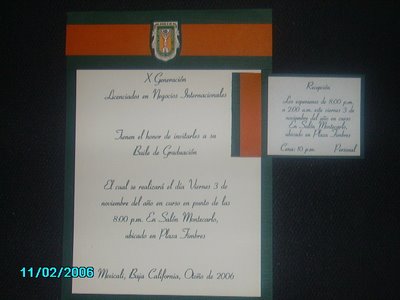 X Generación
Licenciados en Negocios Internacionales
Tienen el honor de invitarles a su
Baile de Graduación
El cual se realizará el día Viernes 3 de
noviembre del año en curso en punto de las
8:00 p.m. En Salón Montecarlo,
ubicado en Plaza Fimbres
Mexicali, Baja California, Otoño de 2006
Recepción
Los esperamos de 8:00 p.m.
a 2:00 a.m. este viernes 3 de
noviembre del año en curso
En Salón Montecarlo,
ubicado en Plaza Fimbres
Cena: 10 p.m. Personal
11/02/2006